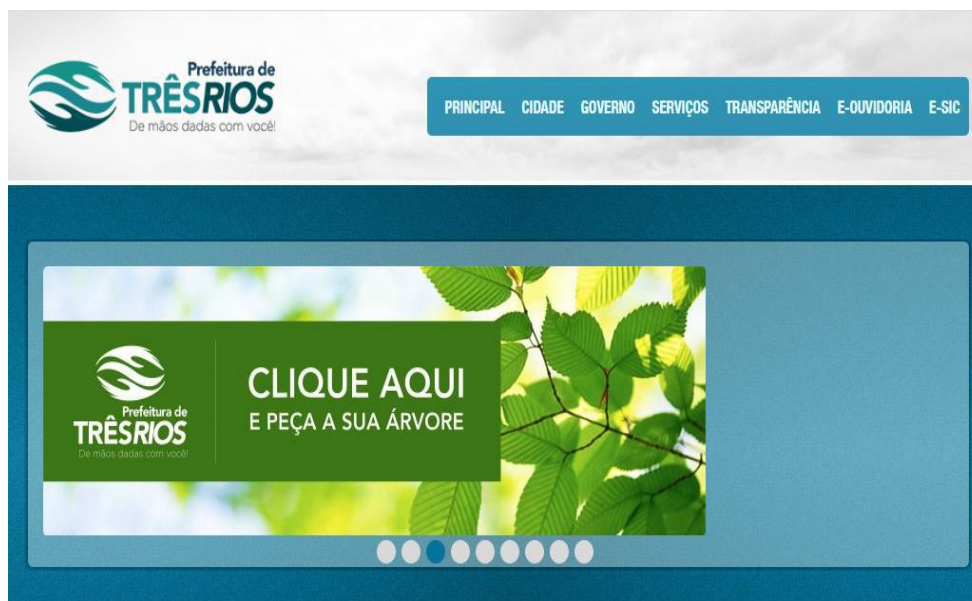 Prefeitura de
TRÊSRIOS
De mãos dadas com você!
PRINCIPAL CIDADE GOVERNO SERVIÇOS TRANSPARÊNCIA E-OUVIDORIA E-SIC
Prefeitura de
TRÊSRIOS
De mãos dadas com você!
CLIQUE AQUI
E PEÇA A SUA ÁRVORE